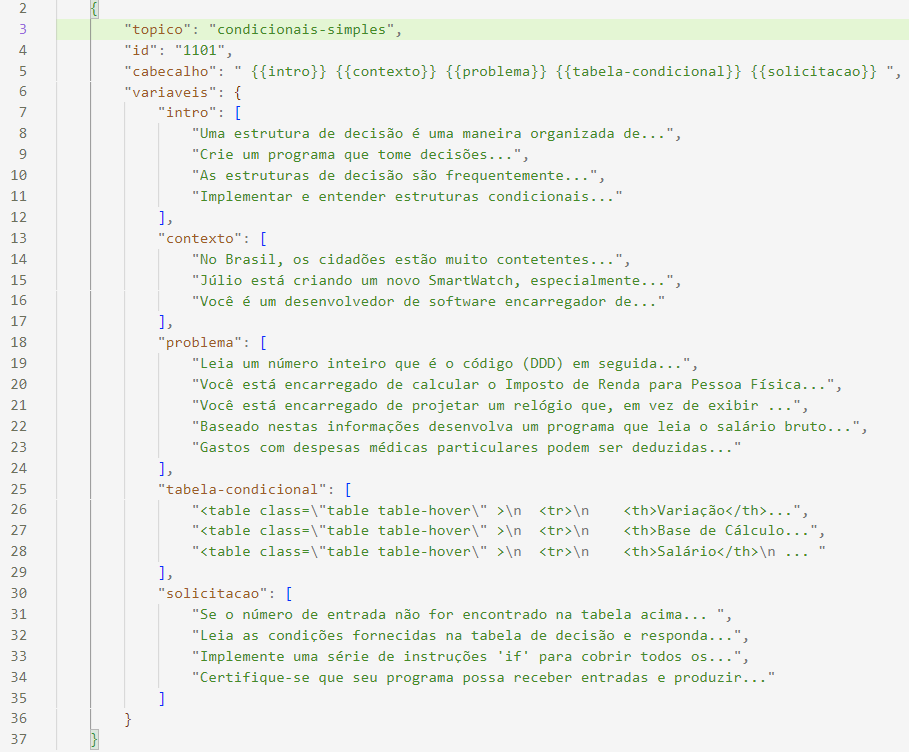 2 {
3 "topico": "condicionais-simples",
4 "id": "1101",
5 "cabecalho": " {{intro}} {{contexto}} {{problema}} {{tabela-condicional}} {{solicitacao}} ",
6 "variaveis": {
7 "intro": [
8 "Uma estrutura de decisão é uma maneira organizada de...",
9 "Crie um programa que tome decisões...",
10 "As estruturas de decisão são frequentemente...",
11 "Implementar e entender estruturas condicionais..."
12 ],
13 "contexto": [
14 "No Brasil, os cidadões estão muito contetentes...",
15 "Júlio está criando um novo SmartWatch, especialmente...",
16 "Você é um desenvolvedor de software encarregador de..."
17 ],
18 "problema": [
19 "Leia um número inteiro que é o código (DDD) em seguida...",
20 "Você está encarregado de calcular o Imposto de Renda para Pessoa Física...",
21 "Você está encarregado de projetar um relógio que, em vez de exibir ...",
22 "Baseado nestas informações desenvolva um programa que leia o salário bruto...",
23 "Gastos com despesas médicas particulares podem ser deduzidas..."
24 ],
25 "tabela-condicional": [
26 "<table class=\"table table-hover\" >\n  <tr>\n    <th>Variação</th>...",
27 "<table class=\"table table-hover\" >\n  <tr>\n    <th>Base de Cálculo...",
28 "<table class=\"table table-hover\" >\n  <tr>\n    <th>Salário</th>\n ... "
29 ],
30 "solicitacao": [
31 "Se o número de entrada não for encontrado na tabela acima... ",
32 "Leia as condições fornecidas na tabela de decisão e responda...",
33 "Implemente uma série de instruções 'if' para cobrir todos os...",
34 "Certifique-se que seu programa possa receber entradas e produzir..."
35 ]
36 }
37 }